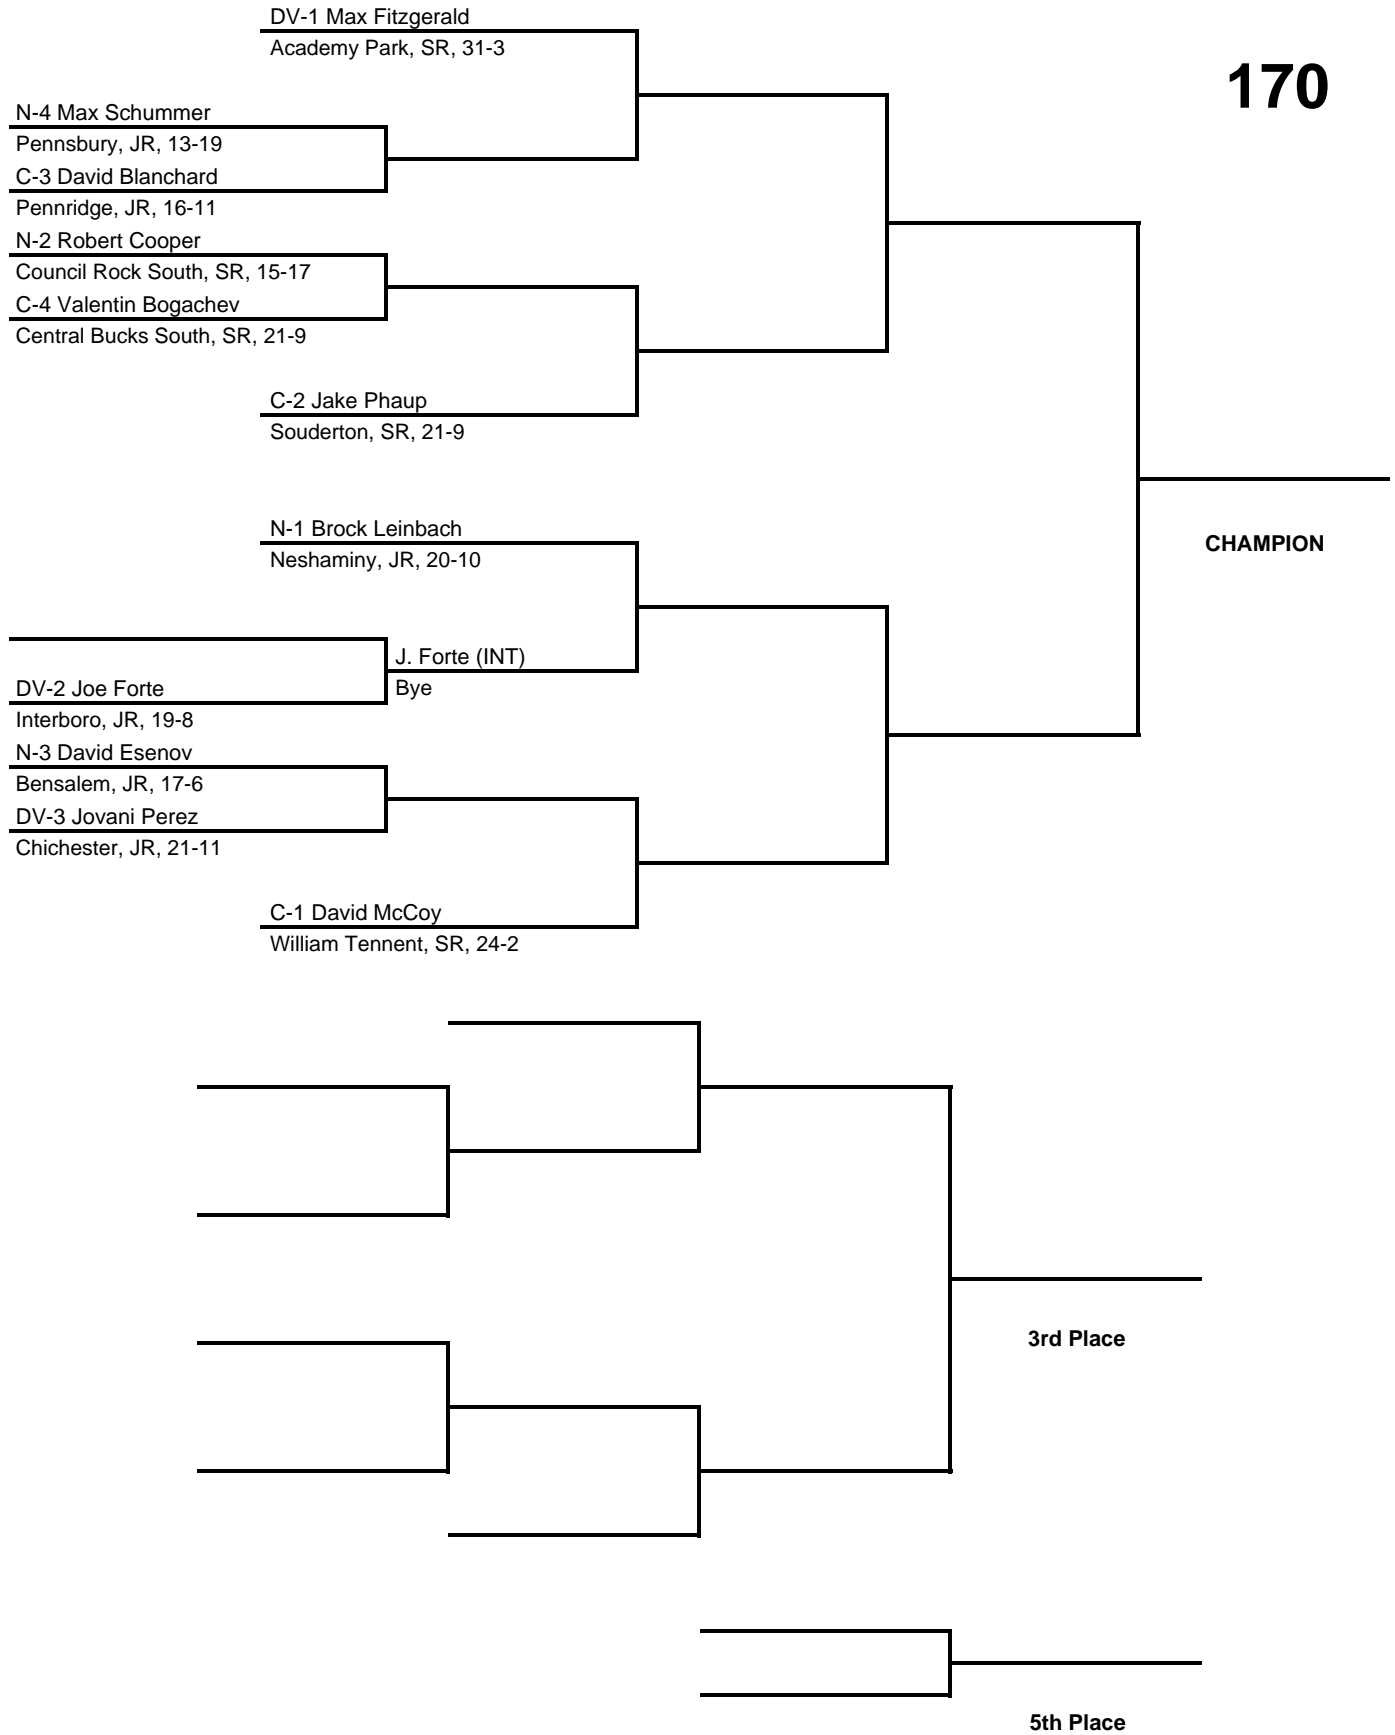 DV-1 Max Fitzgerald
Academy Park, SR, 31-3
170
N-4 Max Schummer
Pennsbury, JR, 13-19
C-3 David Blanchard
Pennridge, JR, 16-11
N-2 Robert Cooper
Council Rock South, SR, 15-17
C-4 Valentin Bogachev
Central Bucks South, SR, 21-9
C-2 Jake Phaup
Souderton, SR, 21-9
N-1 Brock Leinbach
Neshaminy, JR, 20-10
CHAMPION
J. Forte (INT)
Bye
DV-2 Joe Forte
Interboro, JR, 19-8
N-3 David Esenov
Bensalem, JR, 17-6
DV-3 Jovani Perez
Chichester, JR, 21-11
C-1 David McCoy
William Tennent, SR, 24-2
3rd Place
5th Place